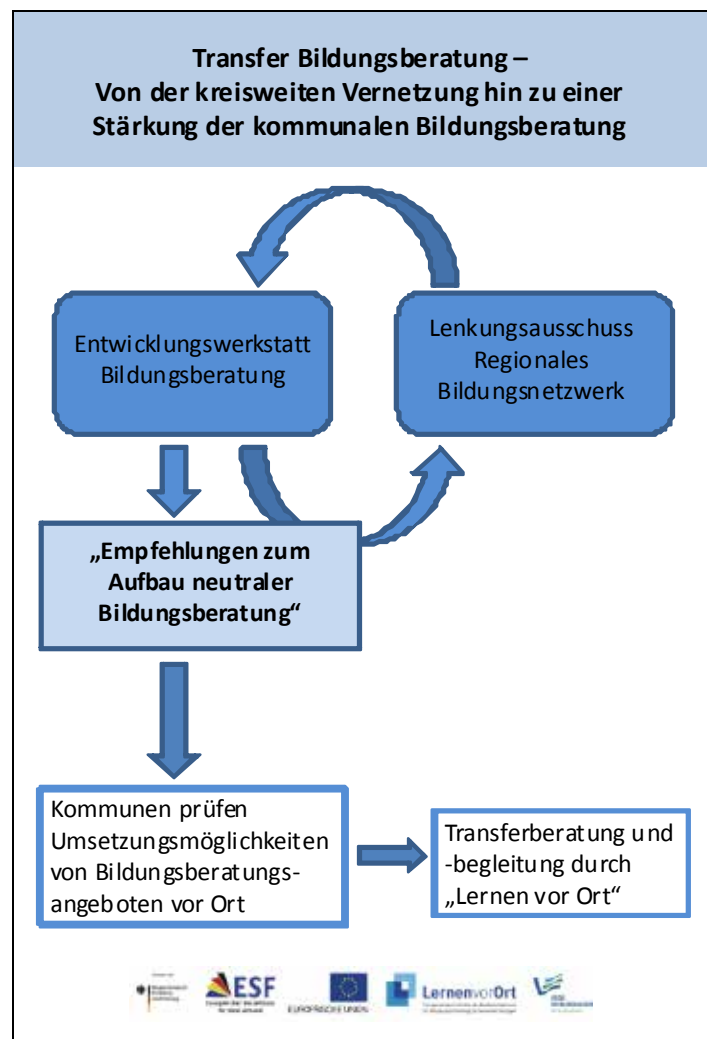 Transfer Bildungsberatung –
Von der kreisweiten Vernetzung hin zu einer
Stärkung der kommunalen Bildungsberatung
Entwicklungswerkstatt
Bildungsberatung
Lenkungsausschuss
Regionales
Bildungsnetzwerk
„Empfehlungen zum
Aufbau neutraler
Bildungsberatung“
Kommunen prüfen
Umsetzungsmöglichkeiten
von Bildungsberatungs-
angeboten vor Ort
Transferberatung und
-begleitung durch
„Lernen vor Ort“
ESF
EUROPÄISCHE UNION
LernenvorOrt